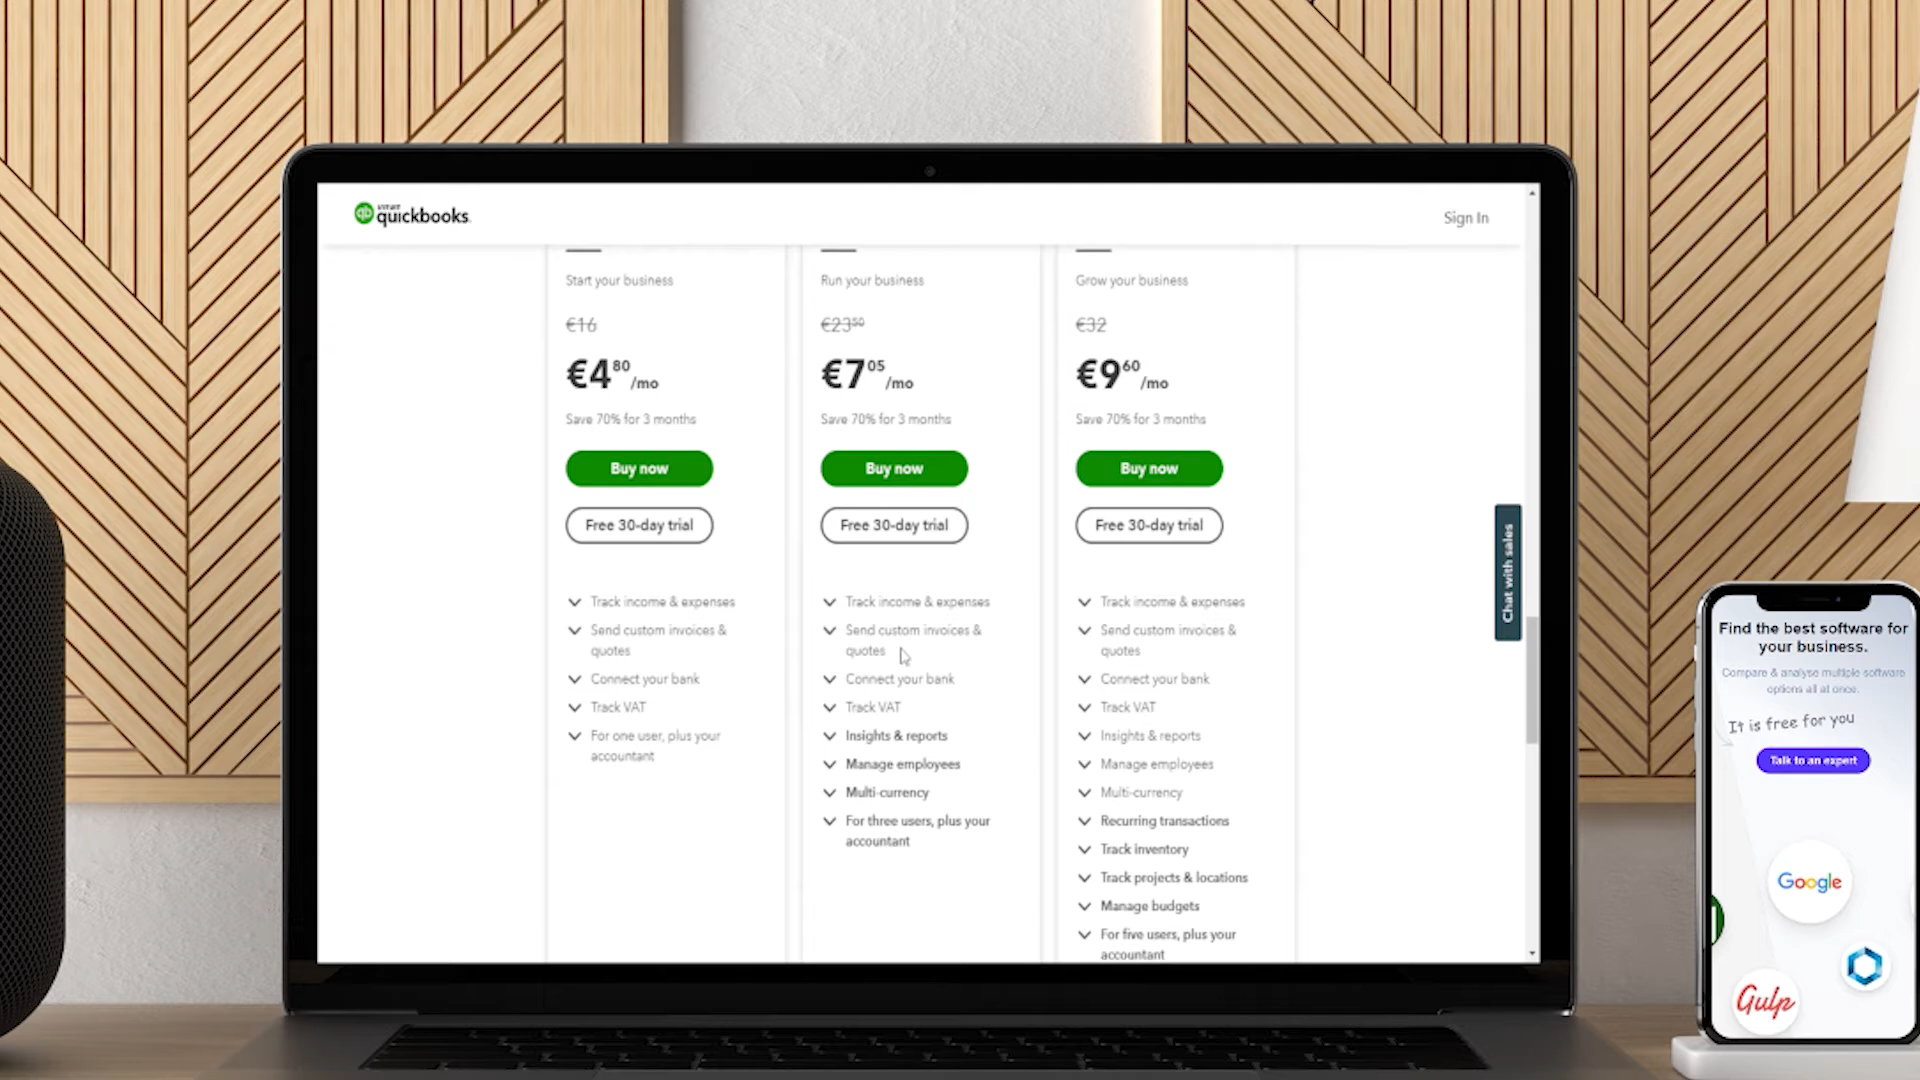 intuit
quickbooks.
Sign In
Start your business
€16
€480/mo
Save 70% for 3 months
Buy now
Free 30-day trial
Track income & expenses
Send custom invoices &
quotes
Connect your bank
Track VAT
For one user, plus your
accountant
Run your business
€2350
€705/mo
Save 70% for 3 months
Buy now
Free 30-day trial
Track income & expenses
Send custom invoices &
quotes
Connect your bank
Track VAT
Insights & reports
Manage employees
Multi-currency
For three users, plus your
accountant
Grow your business
€32
€960/mo
Save 70% for 3 months
Buy now
Free 30-day trial
Track income & expenses
Send custom invoices &
quotes
Connect your bank
Track VAT
Insights & reports
Manage employees
Multi-currency
Recurring transactions
Track inventory
Track projects & locations
Manage budgets
For five users, plus your
accountant
Chat with sales
Find the best software for
your business.
Compare & analyse multiple software
options all at once.
It is free for you
Talk to an expert
Google
Gulp